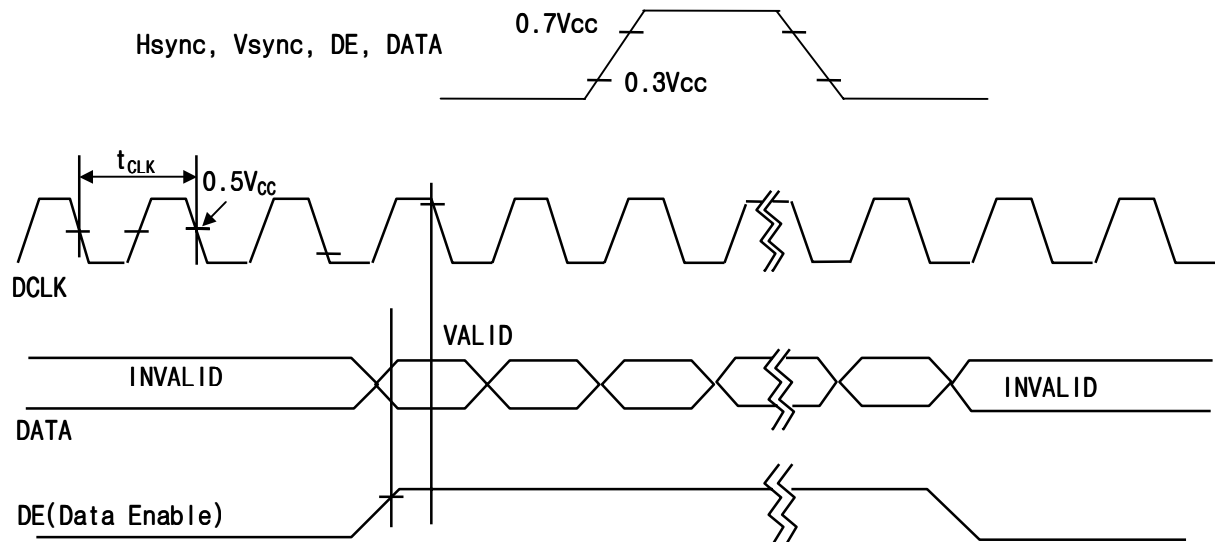 0.7Vcc
Hsync, Vsync, DE, DATA
0.3Vcc
tCLK
0.5VCC
DCLK
VALID
INVALID
INVALID
DATA
DE(Data Enable)